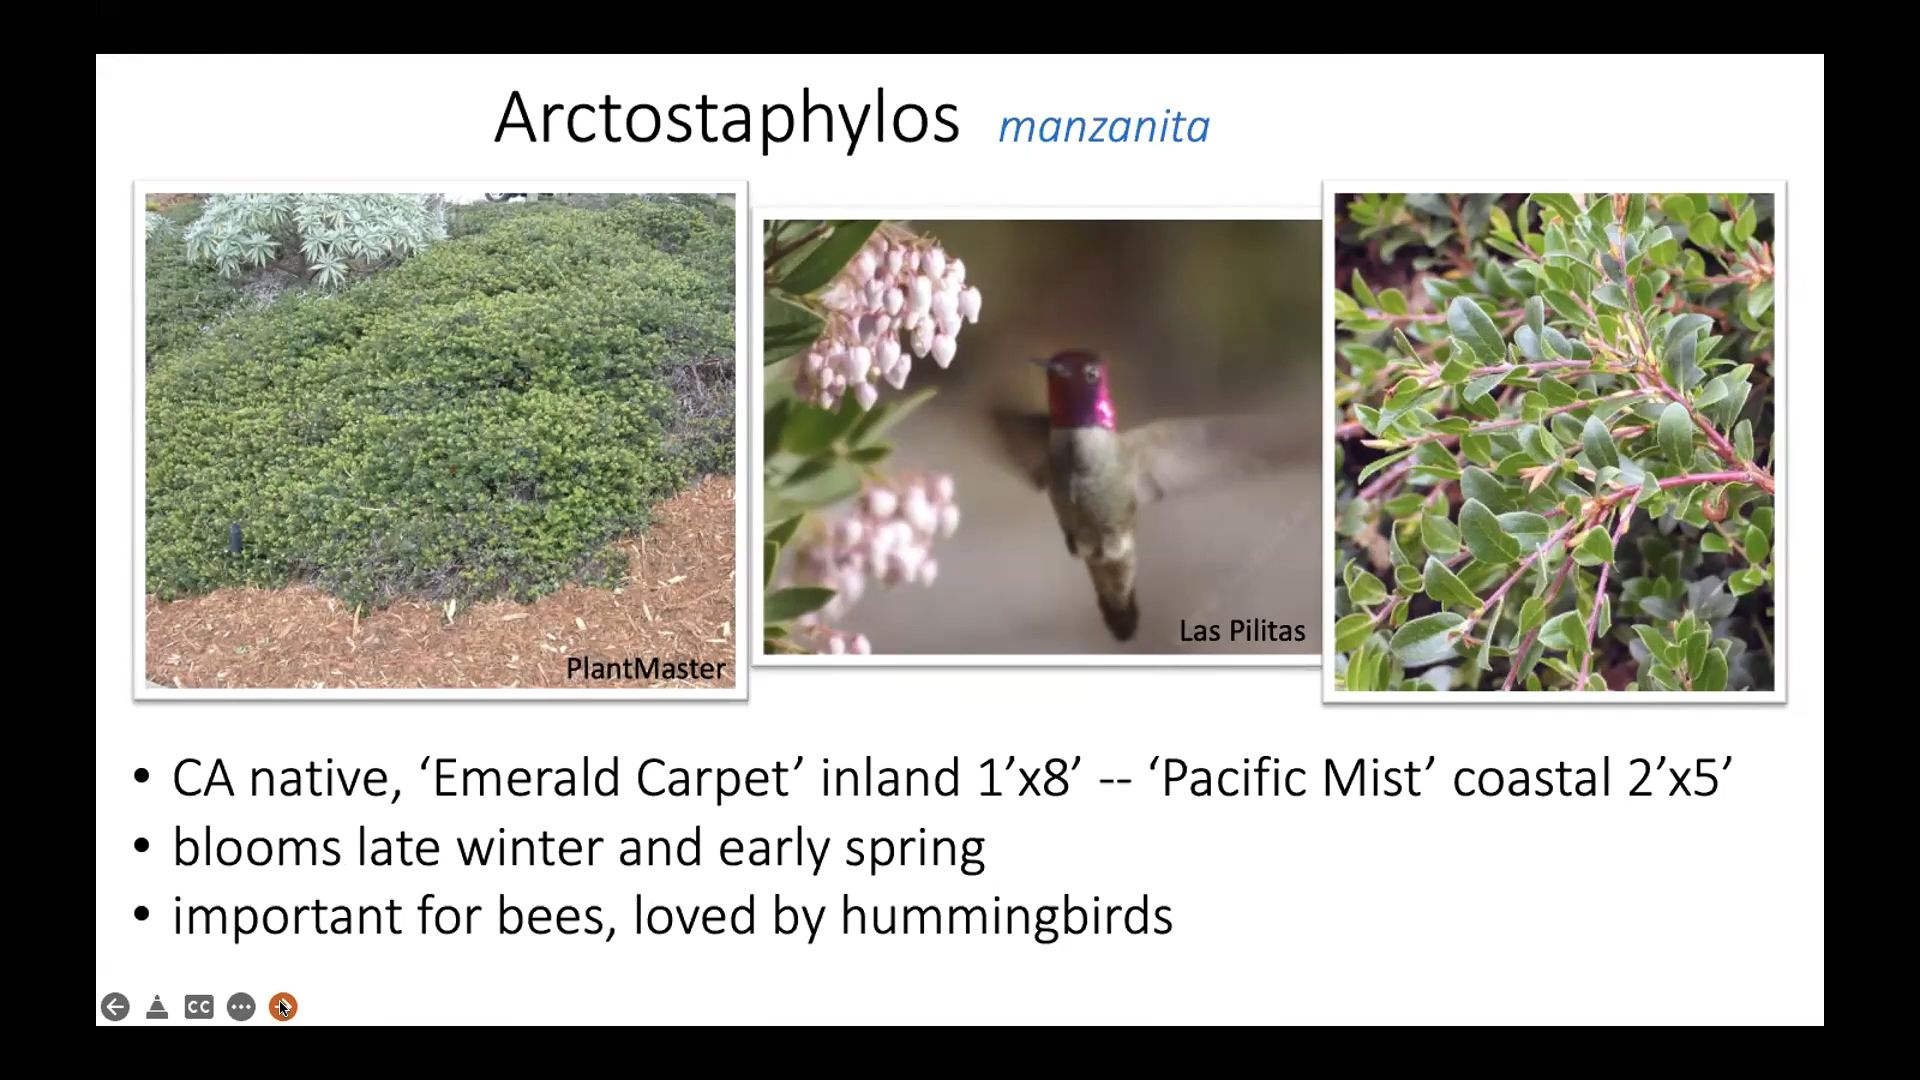 Arctostaphylos manzanita
PlantMaster
Las Pilitas
• CA native, ‘Emerald Carpet’ inland 1’x8’ -- ‘Pacific Mist’ coastal 2’x5’
• blooms late winter and early spring
• important for bees, loved by hummingbirds
CC